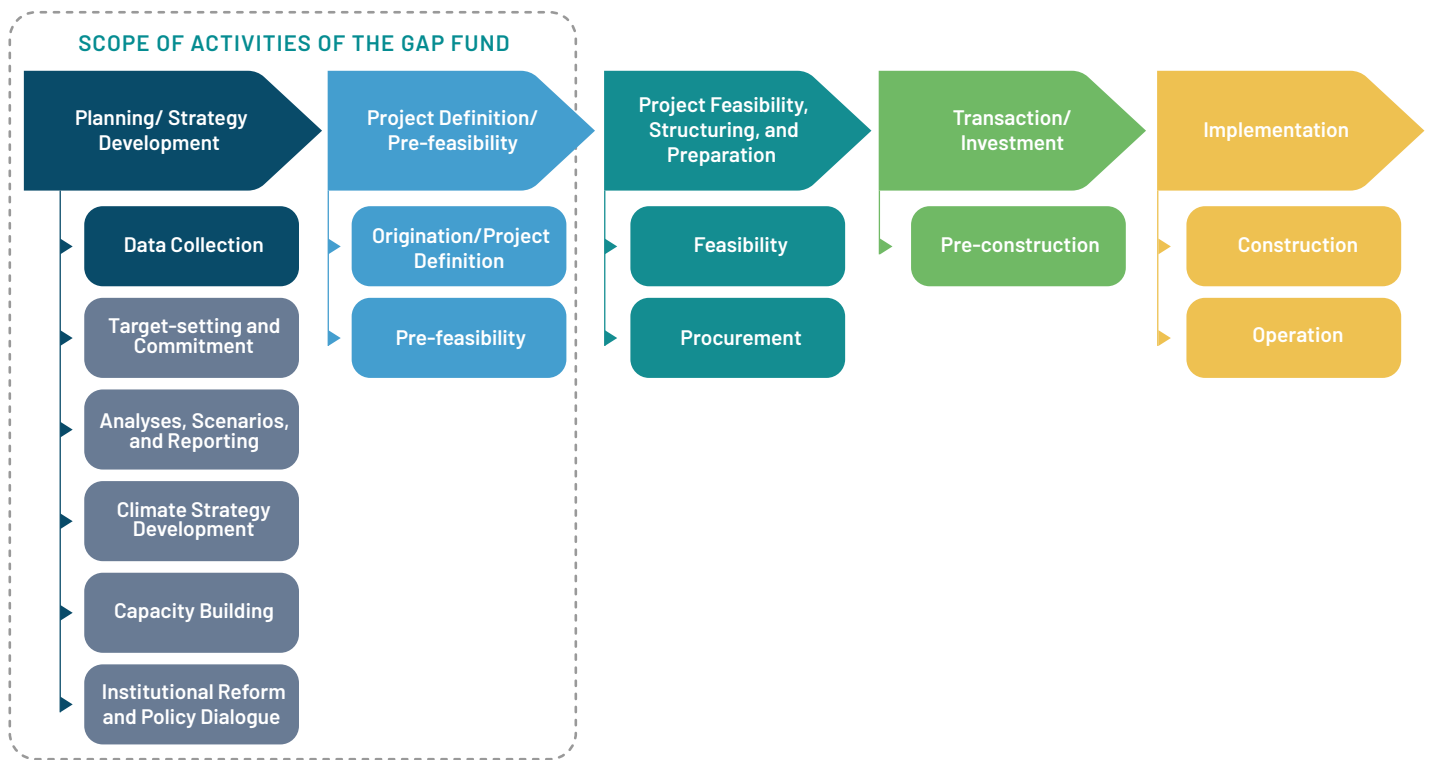 SCOPE OF ACTIVITIES OF THE GAP FUND
Planning/ Strategy
Development
Data Collection
Target-setting and
Commitment
Analyses, Scenarios,
and Reporting
Climate Strategy
Development
Capacity Building
Institutional Reform
and Policy Dialogue
Project Definition/
Pre-feasibility
Origination/Project
Definition
Pre-feasibility
Project Feasibility,
Structuring, and
Preparation
Feasibility
Procurement
Transaction/
Investment
Pre-construction
Implementation
Construction
Operation